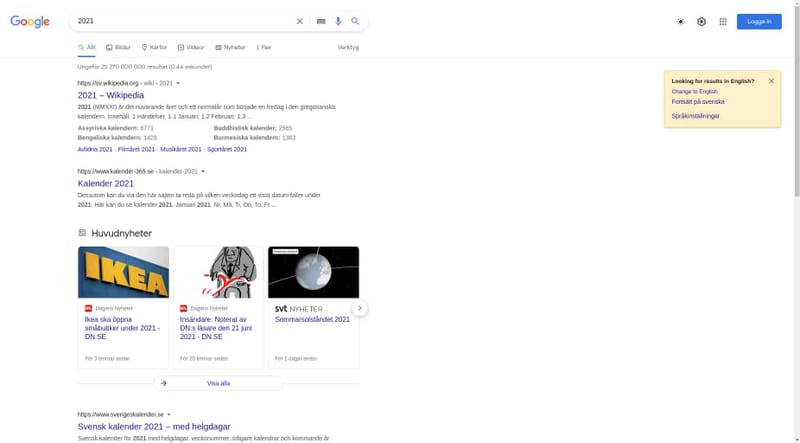 Google
2021
Logga in
Allt
Bilder
Kartor
Videor
Nyheter
Fler
Verktyg
Ungefär 25 270 000 000 resultat (0,44 sekunder)
https://sv.wikipedia.org › wiki › 2021
2021 – Wikipedia
2021 (MMXXI) är det nuvarande året och ett normalår som började en fredag i den gregorianska
kalendern. Innehåll. 1 Händelser. 1.1 Januari; 1.2 Februari; 1.3 ...
Assyriska kalendern: 6771
Buddhistisk kalender: 2565
Bengaliska kalendern: 1428
Burmesiska kalendern: 1383
Avlidna 2021 · Filmåret 2021 · Musikåret 2021 · Sportåret 2021
https://www.kalender-365.se › kalender-2021
Kalender 2021
Dessutom kan du via den här sajten ta reda på vilken veckodag ett visst datum faller under
2021. Här kan du se kalender 2021. Januari 2021. Nr, Må, Ti, On, To, Fr ...
Huvudnyheter
IKEA
Dagens Nyheter
Ikea ska öppna
småbutiker under 2021 -
DN.SE
För 3 timmar sedan
Dagens Nyheter
Insändare: Noterat av
DN:s läsare den 21 juni
2021 - DN.SE
För 20 timmar sedan
svt NYHETER
Sommarsolståndet 2021
För 2 dagar sedan
Visa alla
https://www.sverigeskalender.se
Svensk kalender 2021 – med helgdagar
Svensk kalender för 2021 med helgdagar, veckonummer, tidigare kalendrar och kommande år.
Looking for results in English?
Change to English
Fortsätt på svenska
Språkinställningar